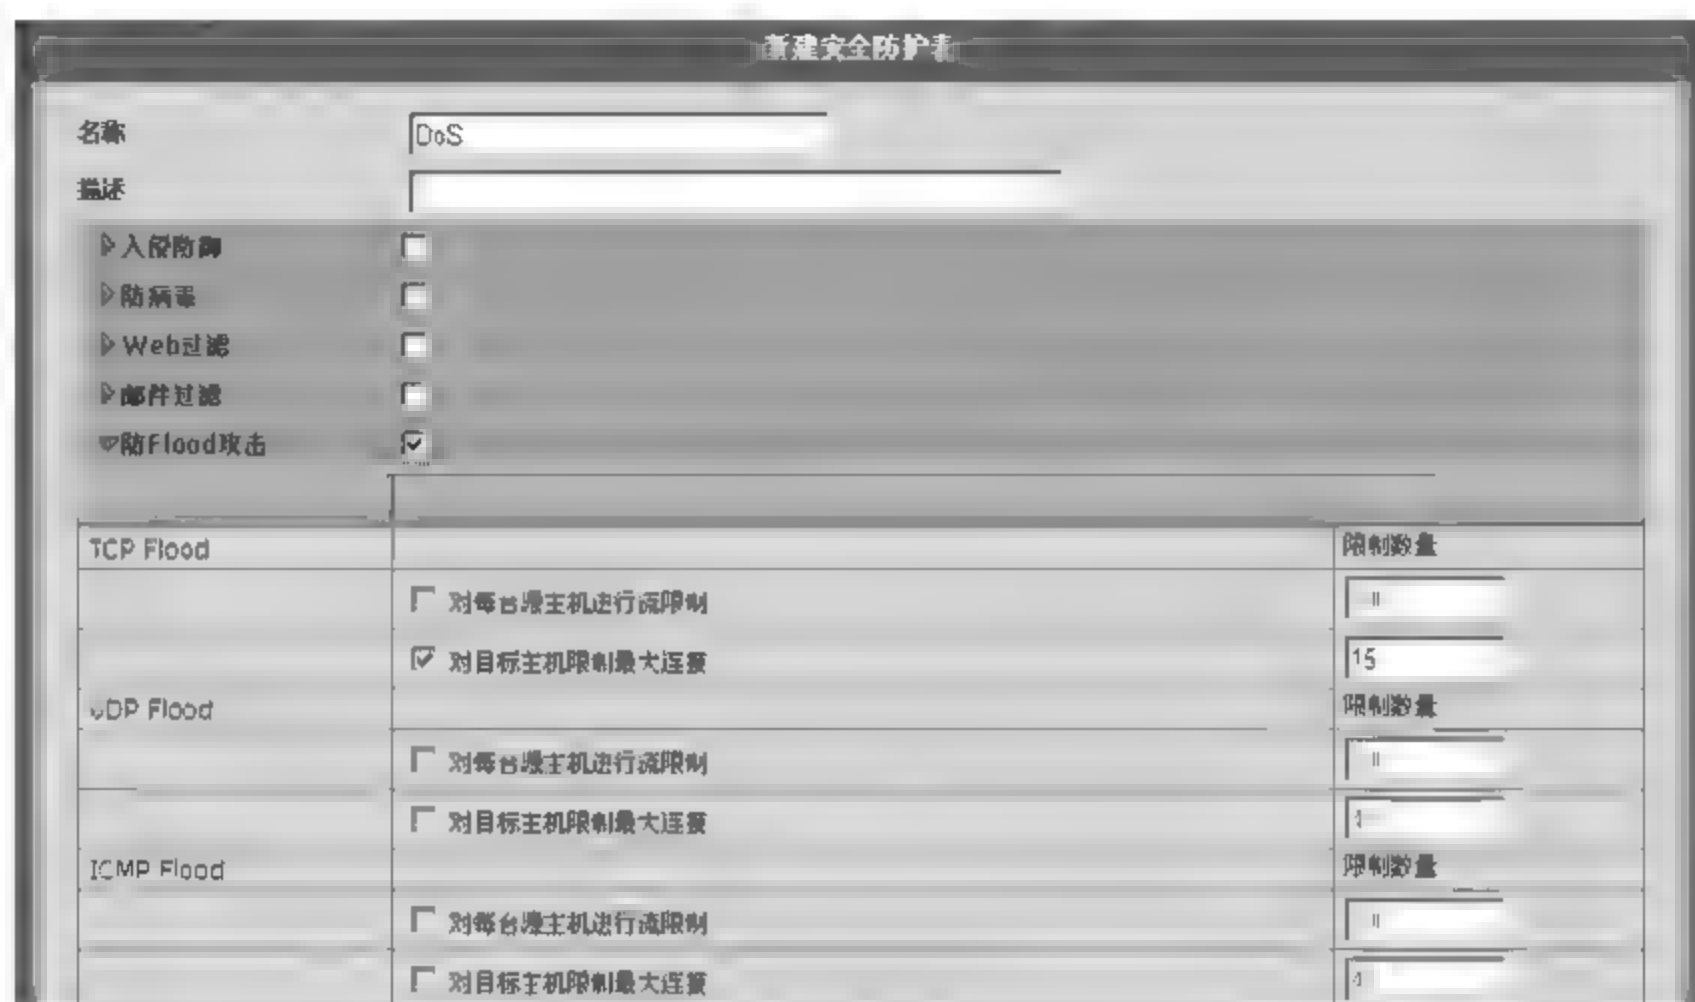 新建安全防护表
名称 DoS
描述
入侵防御
防病毒
Web过滤
邮件过滤
防Flood攻击
TCP Flood 限制数量
对每台源主机进行流限制
对目标主机限制最大连接 15
UDP Flood 限制数量
对每台源主机进行流限制
对目标主机限制最大连接
ICMP Flood 限制数量
对每台源主机进行流限制
对目标主机限制最大连接